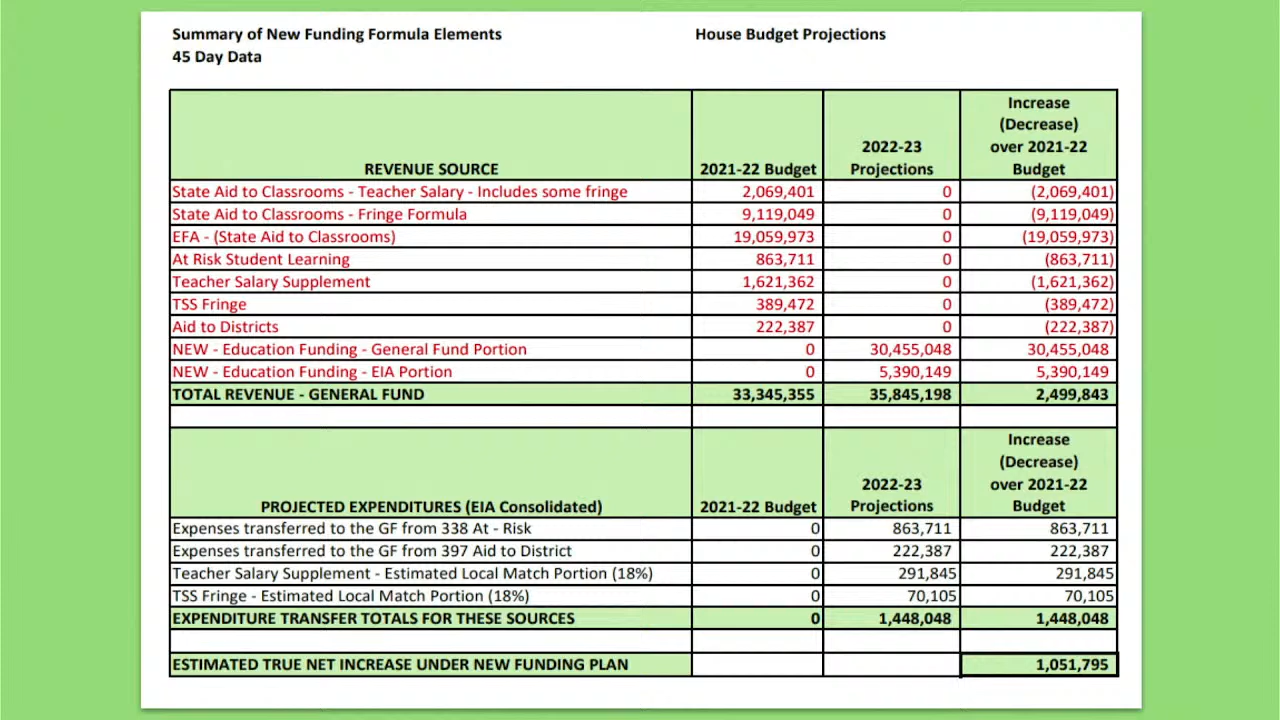 Summary of New Funding Formula Elements House Budget Projections
45 Day Data
REVENUE SOURCE 2021-22 Budget 2022-23 Projections Increase (Decrease) over 2021-22 Budget
State Aid to Classrooms - Teacher Salary - Includes some fringe 2,069,401 0 (2,069,401)
State Aid to Classrooms - Fringe Formula 9,119,049 0 (9,119,049)
EFA - (State Aid to Classrooms) 19,059,973 0 (19,059,973)
At Risk Student Learning 863,711 0 (863,711)
Teacher Salary Supplement 1,621,362 0 (1,621,362)
TSS Fringe 389,472 0 (389,472)
Aid to Districts 222,387 0 (222,387)
NEW - Education Funding - General Fund Portion 0 30,455,048 30,455,048
NEW - Education Funding - EIA Portion 0 5,390,149 5,390,149
TOTAL REVENUE - GENERAL FUND 33,345,355 35,845,198 2,499,843
PROJECTED EXPENDITURES (EIA Consolidated) 2021-22 Budget 2022-23 Projections Increase (Decrease) over 2021-22 Budget
Expenses transferred to the GF from 338 At - Risk 0 863,711 863,711
Expenses transferred to the GF from 397 Aid to District 0 222,387 222,387
Teacher Salary Supplement - Estimated Local Match Portion (18%) 0 291,845 291,845
TSS Fringe - Estimated Local Match Portion (18%) 0 70,105 70,105
EXPENDITURE TRANSFER TOTALS FOR THESE SOURCES 0 1,448,048 1,448,048
ESTIMATED TRUE NET INCREASE UNDER NEW FUNDING PLAN 1,051,795